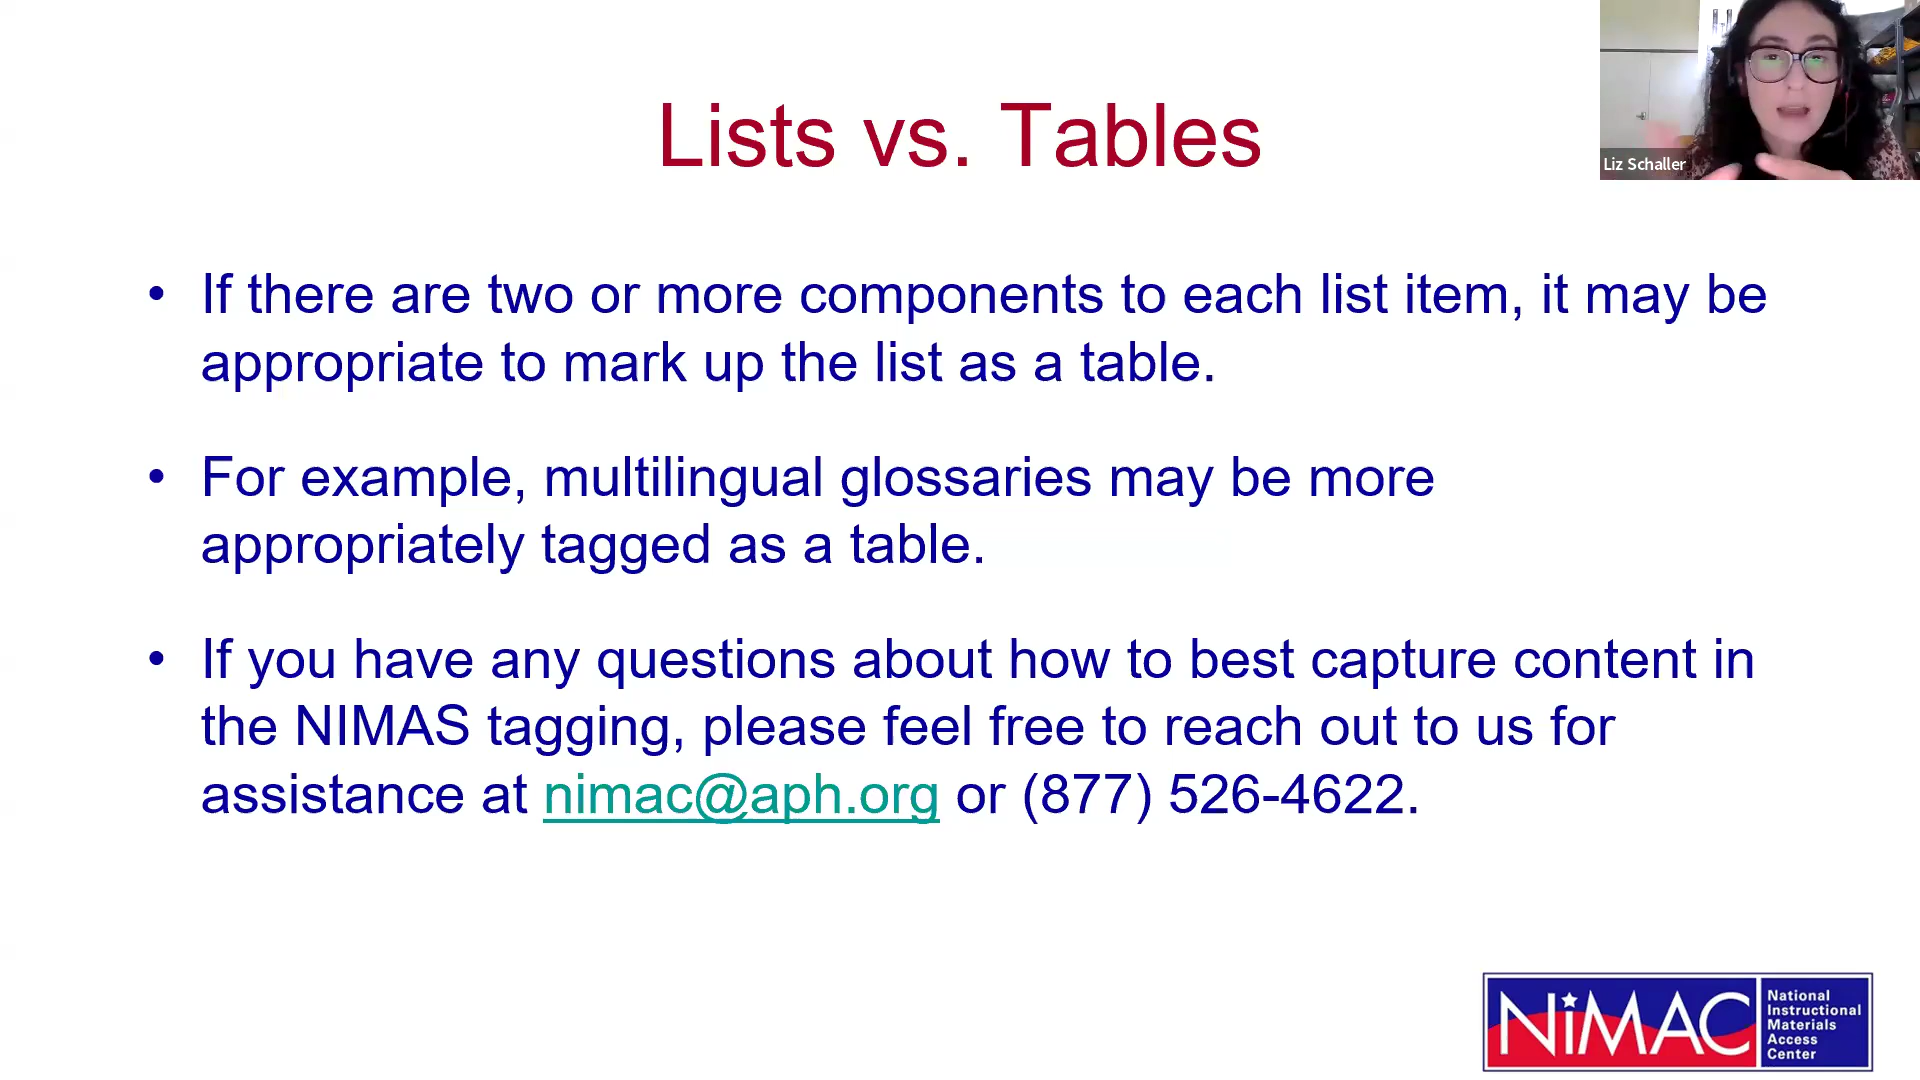 Lists vs. Tables
Liz Schaller
• If there are two or more components to each list item, it may be
appropriate to mark up the list as a table.
• For example, multilingual glossaries may be more
appropriately tagged as a table.
• If you have any questions about how to best capture content in
the NIMAS tagging, please feel free to reach out to us for
assistance at nimac@aph.org or (877) 526-4622.
NiMAC
National
Instructional
Materials
Access
Center